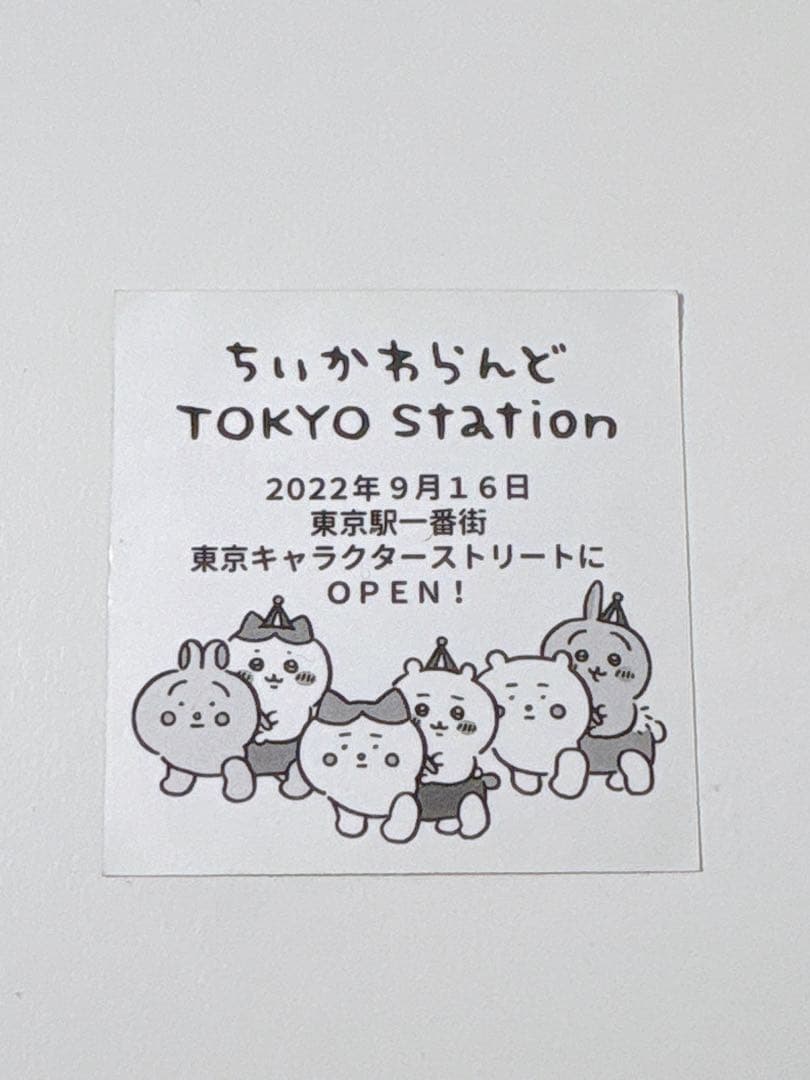 ちいかわらんど
TOKYO Station
2022年９月１６日
東京駅一番街
東京キャラクターストリートに
ＯＰＥＮ！